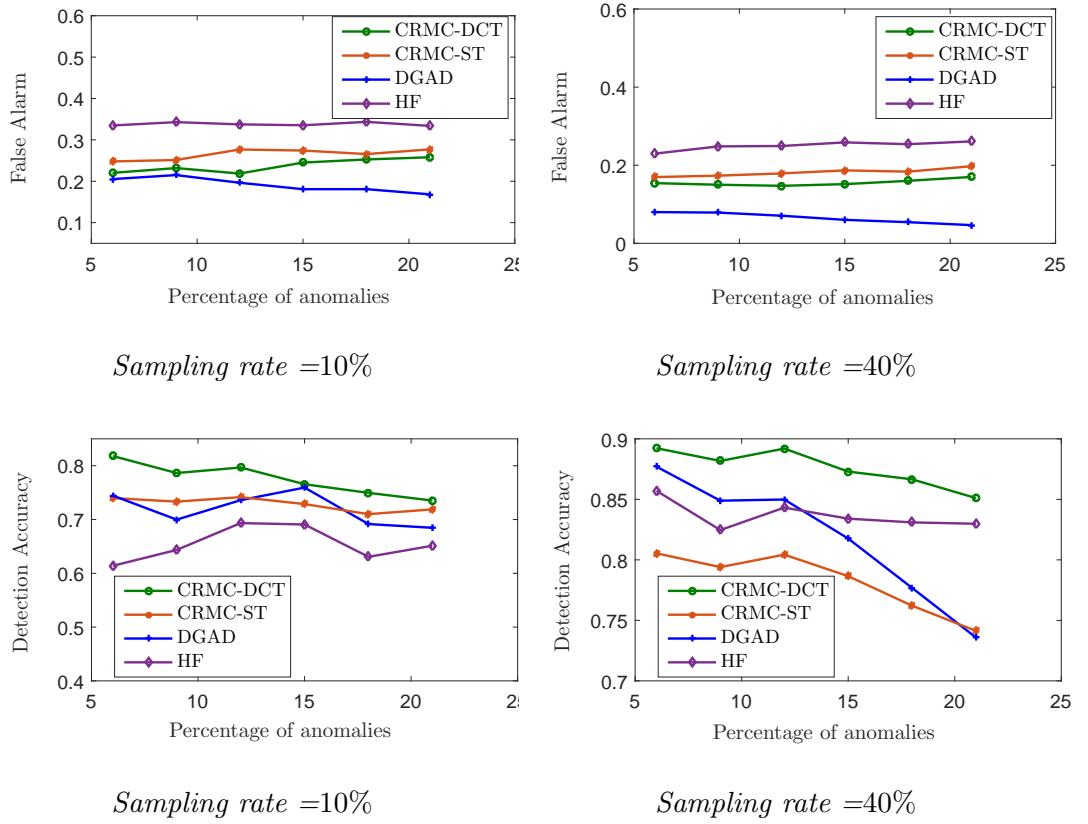 0.6
0.5
0.4
0.3
0.2
0.1
False Alarm
CRMC-DCT
CRMC-ST
DGAD
HF
5 10 15 20 25
Percentage of anomalies
Sampling rate =10%
0.6
0.4
0.2
0
False Alarm
CRMC-DCT
CRMC-ST
DGAD
HF
5 10 15 20 25
Percentage of anomalies
Sampling rate =40%
0.8
0.7
0.6
0.5
0.4
Detection Accuracy
CRMC-DCT
CRMC-ST
DGAD
HF
5 10 15 20 25
Percentage of anomalies
Sampling rate =10%
0.9
0.85
0.8
0.75
0.7
Detection Accuracy
CRMC-DCT
CRMC-ST
DGAD
HF
5 10 15 20 25
Percentage of anomalies
Sampling rate =40%